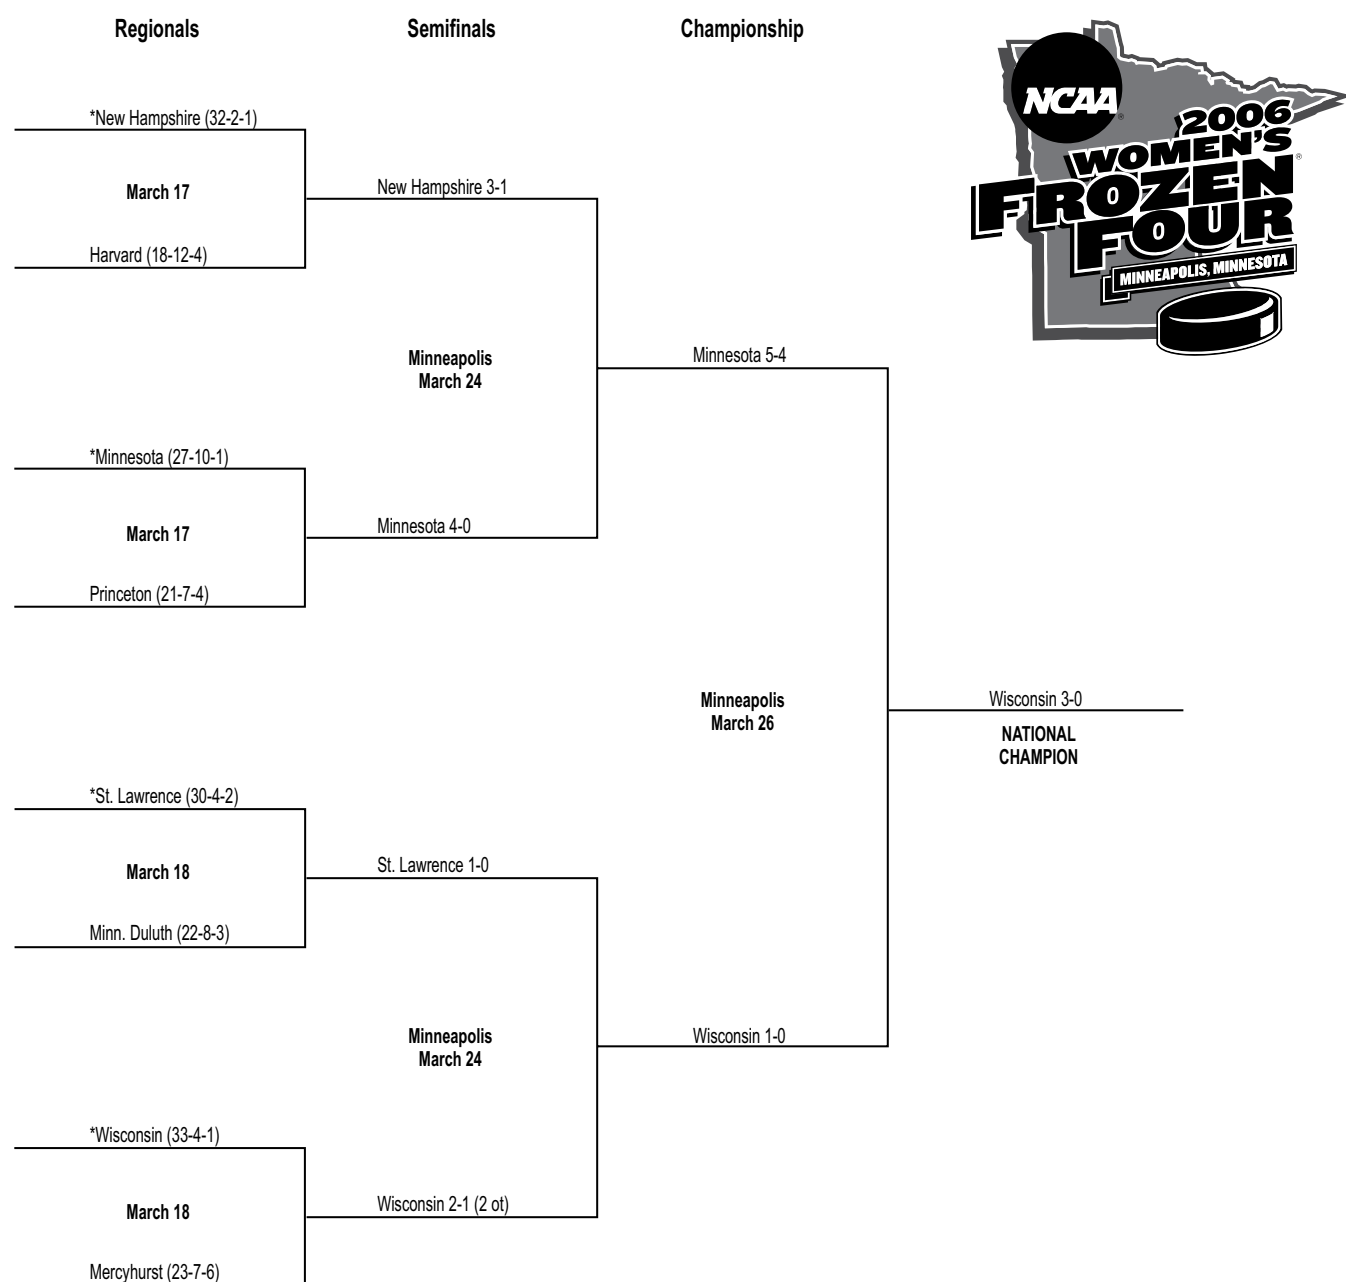 Regionals
Semifinals
Championship
NCAA
®
2006
WOMEN'S
FROZEN
FOUR
®
MINNEAPOLIS, MINNESOTA
*New Hampshire (32-2-1)
March 17
New Hampshire 3-1
Harvard (18-12-4)
Minneapolis
March 24
Minnesota 5-4
*Minnesota (27-10-1)
March 17
Minnesota 4-0
Princeton (21-7-4)
Minneapolis
March 26
Wisconsin 3-0
NATIONAL
CHAMPION
*St. Lawrence (30-4-2)
March 18
St. Lawrence 1-0
Minn. Duluth (22-8-3)
Minneapolis
March 24
Wisconsin 1-0
*Wisconsin (33-4-1)
March 18
Wisconsin 2-1 (2 ot)
Mercyhurst (23-7-6)